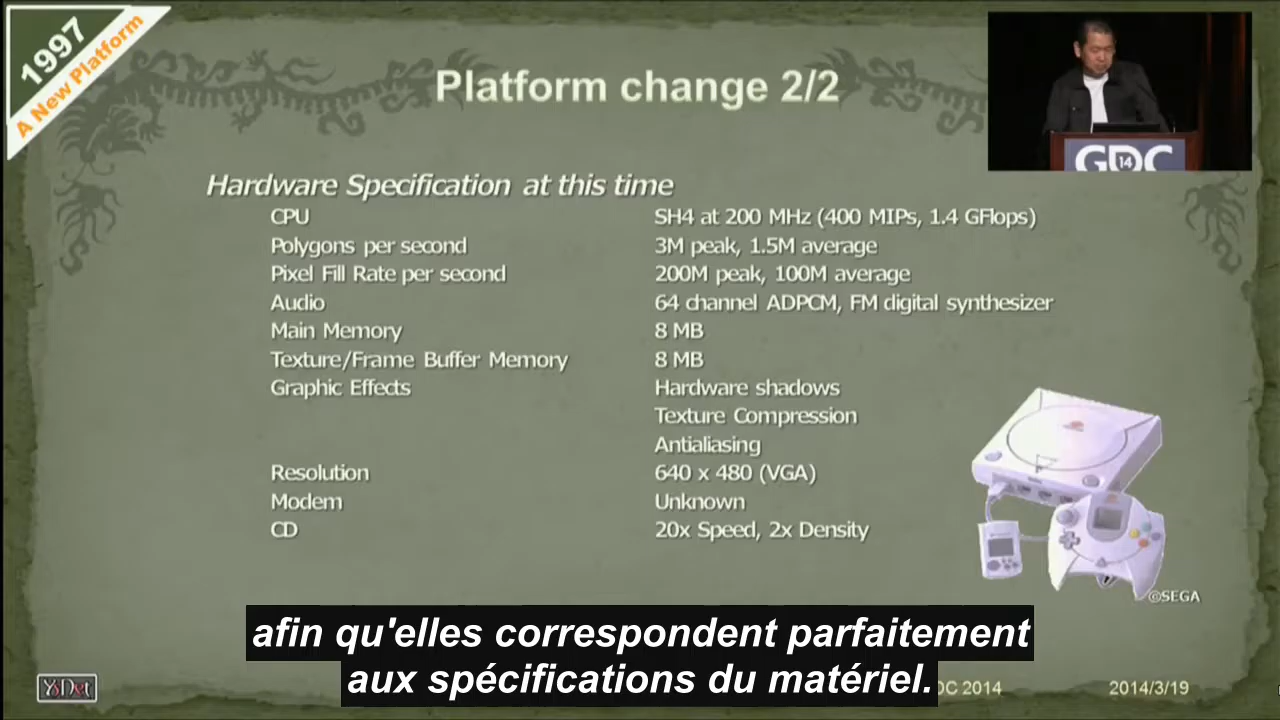 1997
A New Platform
Platform change 2/2
GDC
14
Hardware Specification at this time
CPU SH4 at 200 MHz (400 MIPs, 1.4 GFlops)
Polygons per second 3M peak, 1.5M average
Pixel Fill Rate per second 200M peak, 100M average
Audio 64 channel ADPCM, FM digital synthesizer
Main Memory 8 MB
Texture/Frame Buffer Memory 8 MB
Graphic Effects Hardware shadows
Texture Compression
Antialiasing
Resolution 640 x 480 (VGA)
Modem Unknown
CD 20x Speed, 2x Density
©SEGA
afin qu'elles correspondent parfaitement
aux spécifications du matériel.
YSNet
DC 2014 2014/3/19